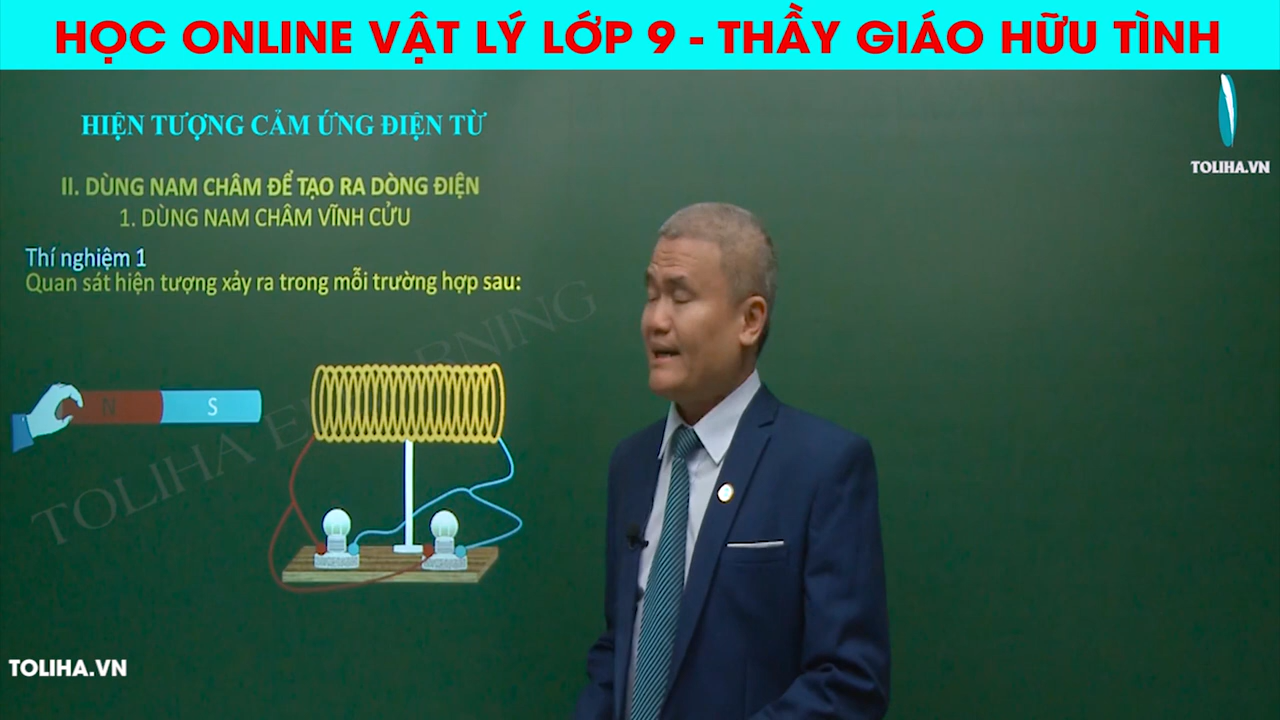 HỌC ONLINE VẬT LÝ LỚP 9 - THẦY GIÁO HỮU TÌNH
TOLIHA.VN
HIỆN TƯỢNG CẢM ỨNG ĐIỆN TỪ
II. DÙNG NAM CHÂM ĐỂ TẠO RA DÒNG ĐIỆN
1. DÙNG NAM CHÂM VĨNH CỬU
Thí nghiệm 1
Quan sát hiện tượng xảy ra trong mỗi trường hợp sau:
N S
TOLIHA E LEARNING
TOLIHA.VN